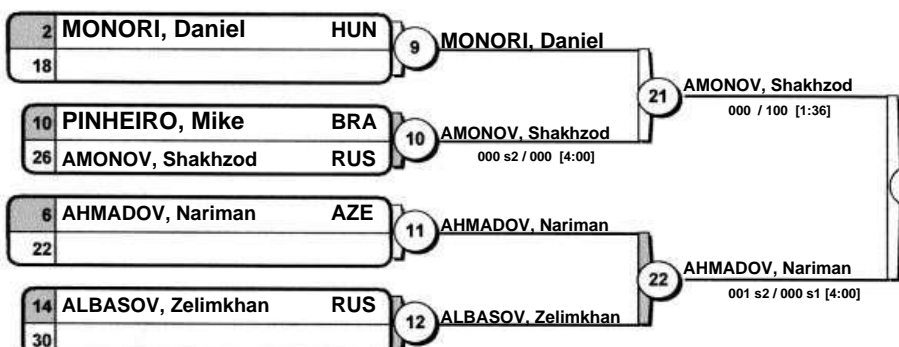 2 MONORI, Daniel HUN
18
9
MONORI, Daniel
10 PINHEIRO, Mike BRA
26 AMONOV, Shakhzod RUS
10
AMONOV, Shakhzod
000 s2 / 000 [4:00]
21
AMONOV, Shakhzod
000 / 100 [1:36]
6 AHMADOV, Nariman AZE
22
11
AHMADOV, Nariman
14 ALBASOV, Zelimkhan RUS
30
12
ALBASOV, Zelimkhan
22
AHMADOV, Nariman
001 s2 / 000 s1 [4:00]